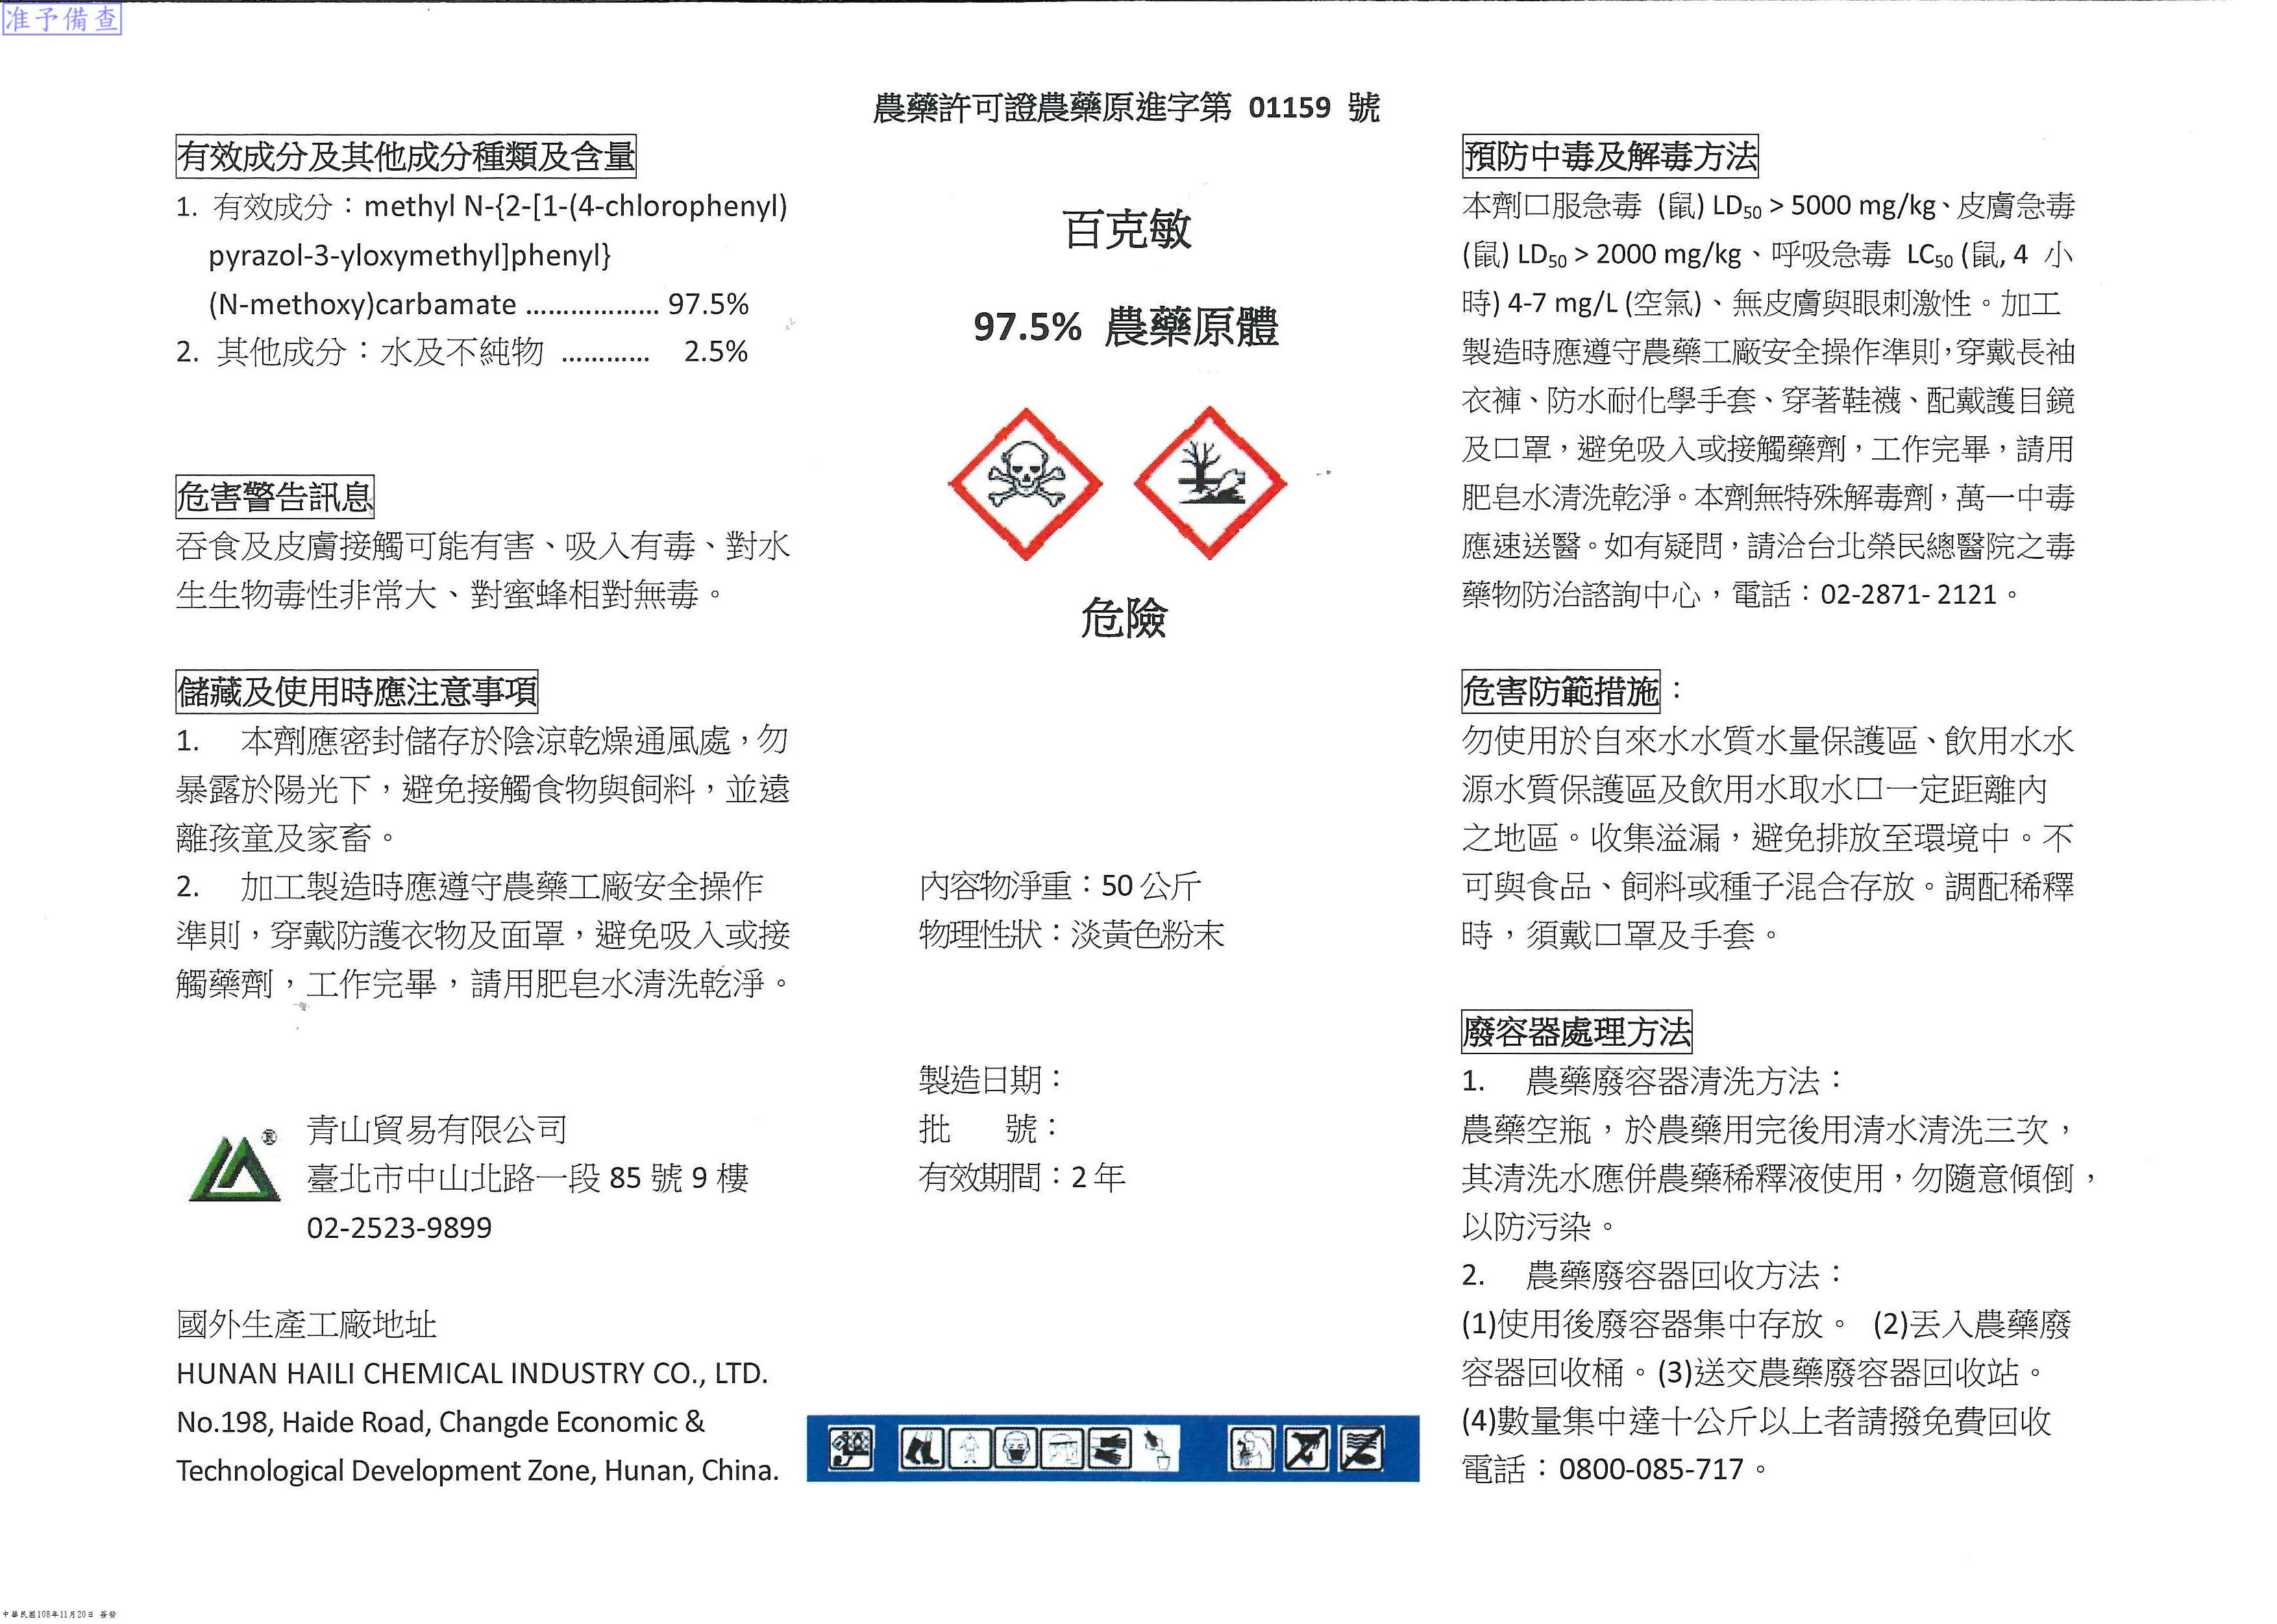 准予備查
農藥許可證農藥原進字第 01159 號
有效成分及其他成分種類及含量
1. 有效成分：methyl N-{2-[1-(4-chlorophenyl)
pyrazol-3-yloxymethyl]phenyl}
(N-methoxy)carbamate .................. 97.5%
2. 其他成分：水及不純物 ............ 2.5%
危害警告訊息
吞食及皮膚接觸可能有害、吸入有毒、對水
生生物毒性非常大、對蜜蜂相對無毒。
儲藏及使用時應注意事項
1. 本劑應密封儲存於陰涼乾燥通風處，勿
暴露於陽光下，避免接觸食物與飼料，並遠
離孩童及家畜。
2. 加工製造時應遵守農藥工廠安全操作
準則，穿戴防護衣物及面罩，避免吸入或接
觸藥劑，工作完畢，請用肥皂水清洗乾淨。
青山貿易有限公司
臺北市中山北路一段 85 號 9 樓
02-2523-9899
國外生產工廠地址
HUNAN HAILI CHEMICAL INDUSTRY CO., LTD.
No.198, Haide Road, Changde Economic &
Technological Development Zone, Hunan, China.
百克敏
97.5% 農藥原體
危險
內容物淨重：50 公斤
物理性狀：淡黃色粉末
製造日期：
批 號：
有效期間：2 年
預防中毒及解毒方法
本劑口服急毒 (鼠) LD50 > 5000 mg/kg、皮膚急毒
(鼠) LD50 > 2000 mg/kg、呼吸急毒 LC50 (鼠, 4 小
時) 4-7 mg/L (空氣)、無皮膚與眼刺激性。加工
製造時應遵守農藥工廠安全操作準則，穿戴長袖
衣褲、防水耐化學手套、穿著鞋襪、配戴護目鏡
及口罩，避免吸入或接觸藥劑，工作完畢，請用
肥皂水清洗乾淨。本劑無特殊解毒劑，萬一中毒
應速送醫。如有疑問，請洽台北榮民總醫院之毒
藥物防治諮詢中心，電話：02-2871- 2121。
危害防範措施：
勿使用於自來水水質水量保護區、飲用水水
源水質保護區及飲用水取水口一定距離內
之地區。收集溢漏，避免排放至環境中。不
可與食品、飼料或種子混合存放。調配稀釋
時，須戴口罩及手套。
廢容器處理方法
1. 農藥廢容器清洗方法：
農藥空瓶，於農藥用完後用清水清洗三次，
其清洗水應併農藥稀釋液使用，勿隨意傾倒，
以防污染。
2. 農藥廢容器回收方法：
(1)使用後廢容器集中存放。 (2)丟入農藥廢
容器回收桶。(3)送交農藥廢容器回收站。
(4)數量集中達十公斤以上者請撥免費回收
電話：0800-085-717。
中華民國108年11月20日 簽發